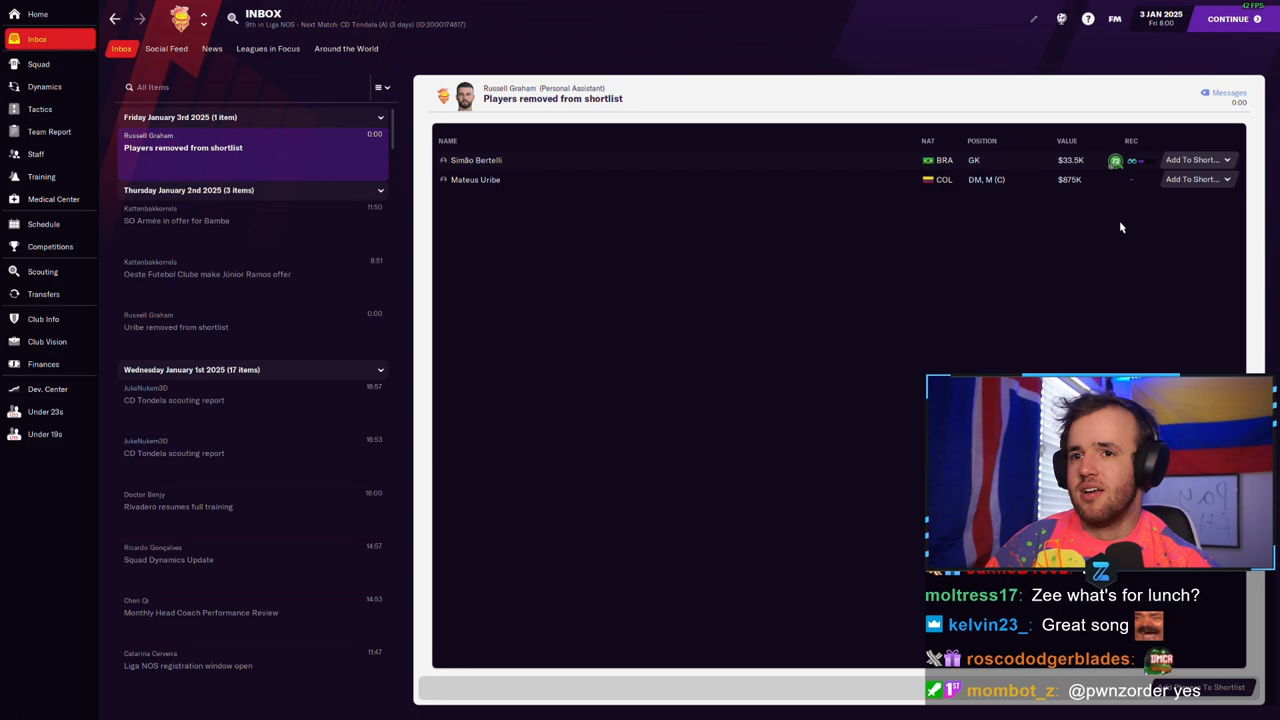 42 FPS
Home
Inbox
Squad
Dynamics
Tactics
Team Report
Staff
Training
Medical Center
Schedule
Competitions
Scouting
Transfers
Club Info
Club Vision
Finances
Dev. Center
Under 23s
Under 19s
INBOX
9th in Liga NOS - Next Match: CD Tondela (A) (3 days) (ID:2000174617)
FM
3 JAN 2025
Fri 8:00
CONTINUE
Inbox Social Feed News Leagues in Focus Around the World
All Items
Friday January 3rd 2025 (1 item)
Russell Graham 0:00
Players removed from shortlist
Thursday January 2nd 2025 (3 items)
Kattenbakkorrels 11:50
SO Armée in offer for Bamba
Kattenbakkorrels 8:51
Oeste Futebol Clube make Júnior Ramos offer
Russell Graham 0:00
Uribe removed from shortlist
Wednesday January 1st 2025 (17 items)
JukeNukem3D 16:57
CD Tondela scouting report
JukeNukem3D 16:53
CD Tondela scouting report
Doctor Benjy 15:00
Rivadero resumes full training
Ricardo Gonçalves 14:57
Squad Dynamics Update
Chen Qi 14:53
Monthly Head Coach Performance Review
Catarina Cerveira 11:47
Liga NOS registration window open
Russell Graham (Personal Assistant)
Players removed from shortlist
Messages
0:00
NAME NAT POSITION VALUE REC
Simão Bertelli BRA GK $33.5K 72 Add To Short...
Mateus Uribe COL DM, M (C) $875K - Add To Short...
moltress17: Zee what's for lunch?
kelvin23_: Great song
roscododgerblades: DMCA
1ST mombot_z: @pwnzorder yes
To Shortlist